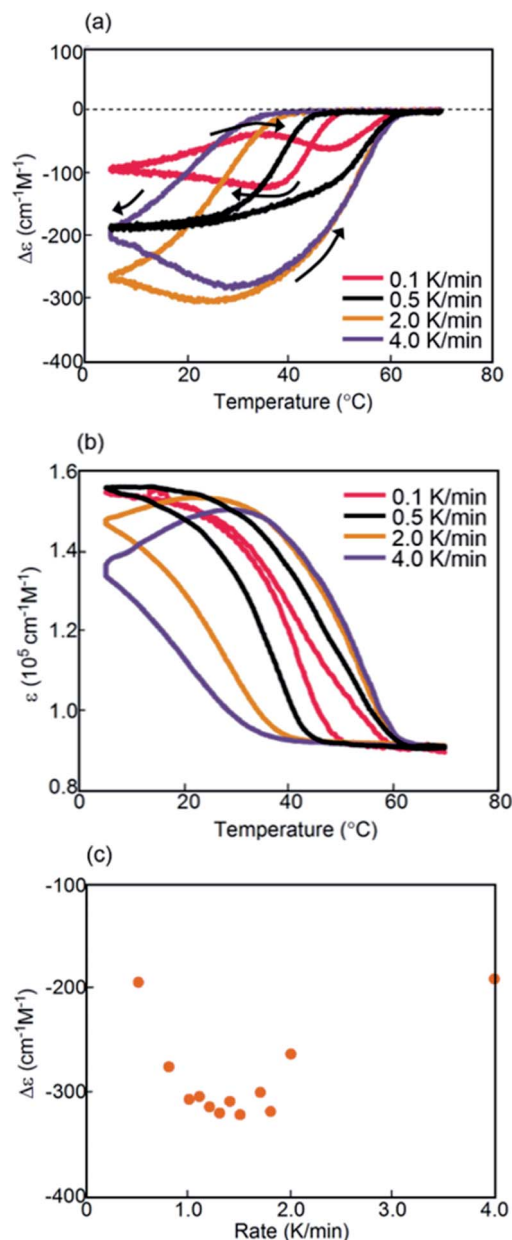 (a)
100
0
-100
-200
-300
-400
Δε (cm⁻¹M⁻¹)
0.1 K/min
0.5 K/min
2.0 K/min
4.0 K/min
0 20 40 60 80
Temperature (°C)
(b)
1.6
1.4
1.2
1.0
0.8
ε (10⁵ cm⁻¹M⁻¹)
0.1 K/min
0.5 K/min
2.0 K/min
4.0 K/min
0 20 40 60 80
Temperature (°C)
(c)
-100
-200
-300
-400
Δε (cm⁻¹M⁻¹)
1.0 2.0 3.0 4.0
Rate (K/min)